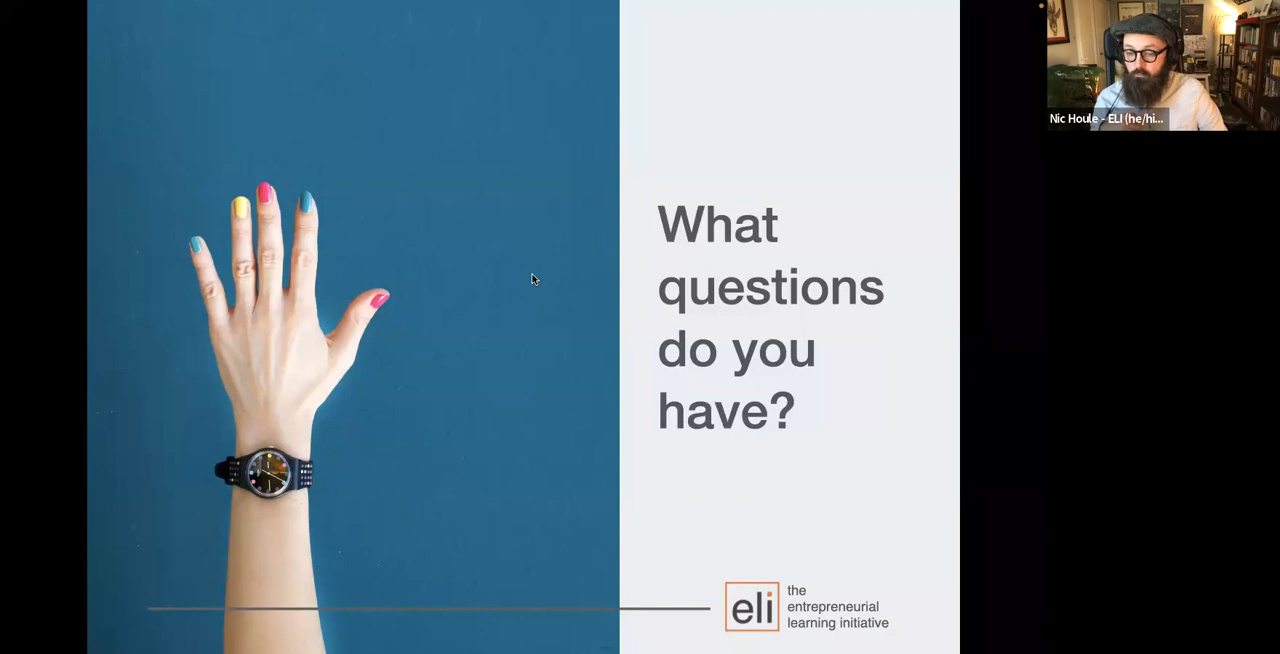 What
questions
do you
have?
eli
the
entrepreneurial
learning initiative
Nic Houle - ELI (he/hi...